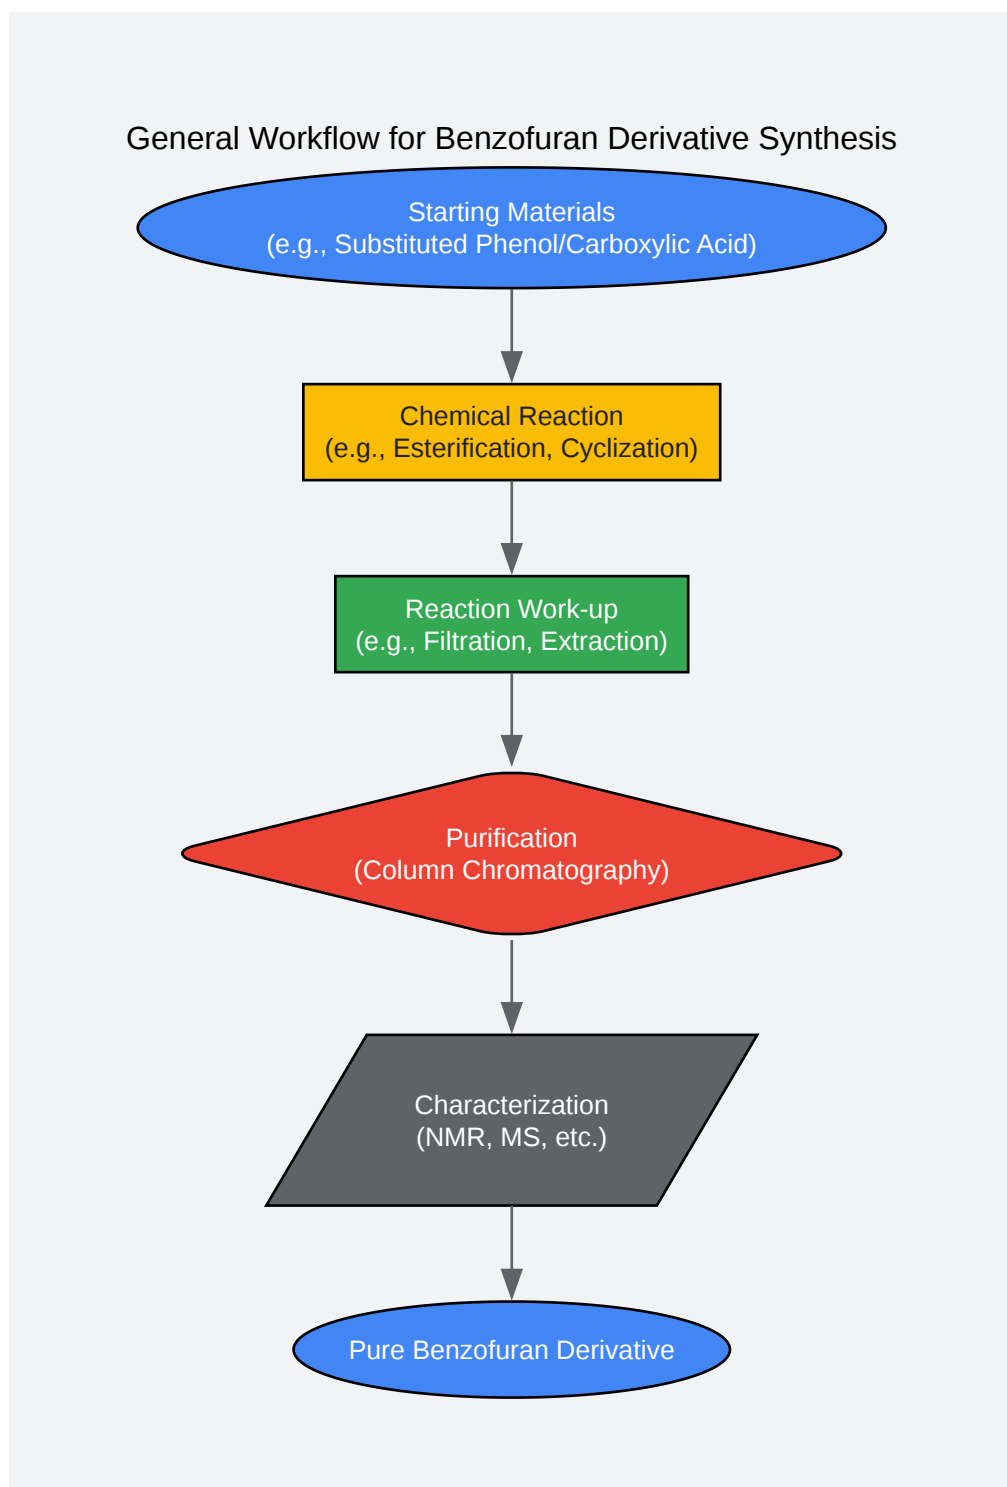 General Workflow for Benzofuran Derivative Synthesis
Starting Materials
(e.g., Substituted Phenol/Carboxylic Acid)
Chemical Reaction
(e.g., Esterification, Cyclization)
Reaction Work-up
(e.g., Filtration, Extraction)
Purification
(Column Chromatography)
Characterization
(NMR, MS, etc.)
Pure Benzofuran Derivative